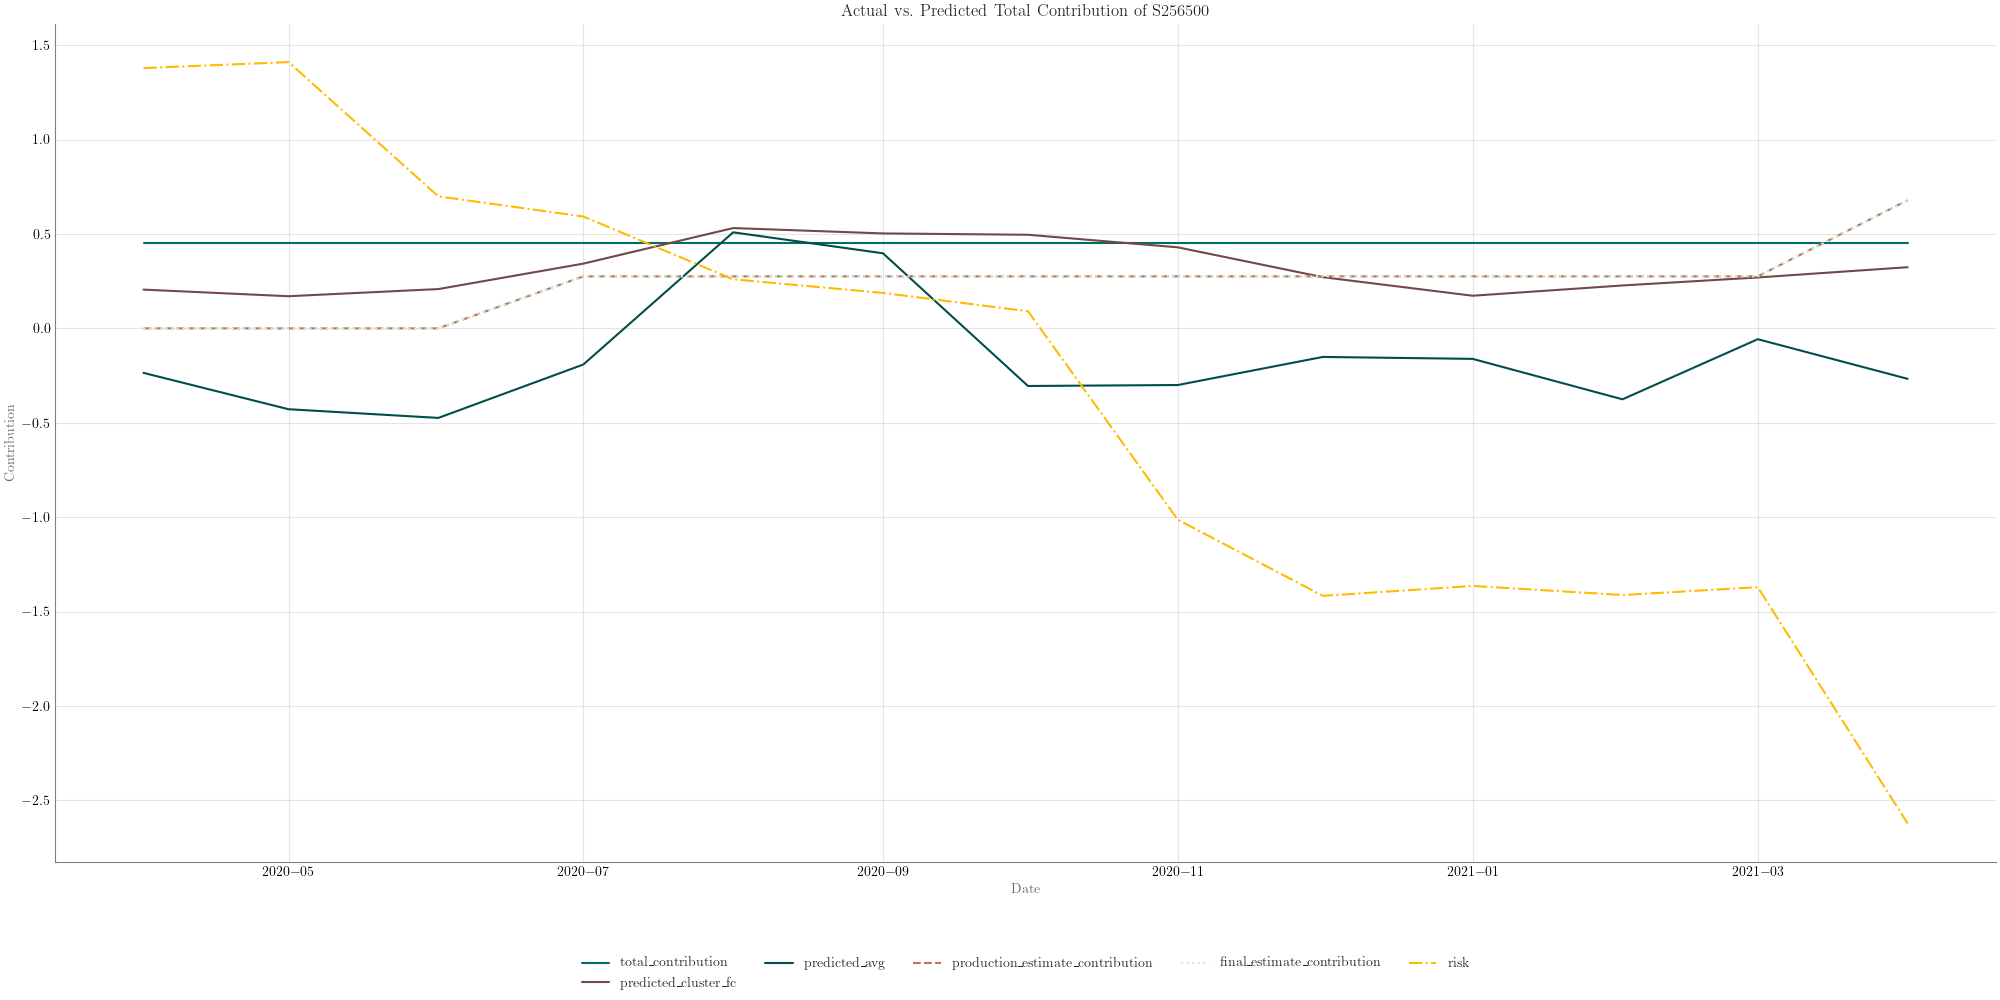 Actual vs. Predicted Total Contribution of S256500
1.5
1.0
0.5
0.0
−0.5
−1.0
−1.5
−2.0
−2.5
Contribution
2020−05 2020−07 2020−09 2020−11 2021−01 2021−03
Date
total_contribution predicted_avg production_estimate_contribution final_estimate_contribution risk
predicted_cluster_fc